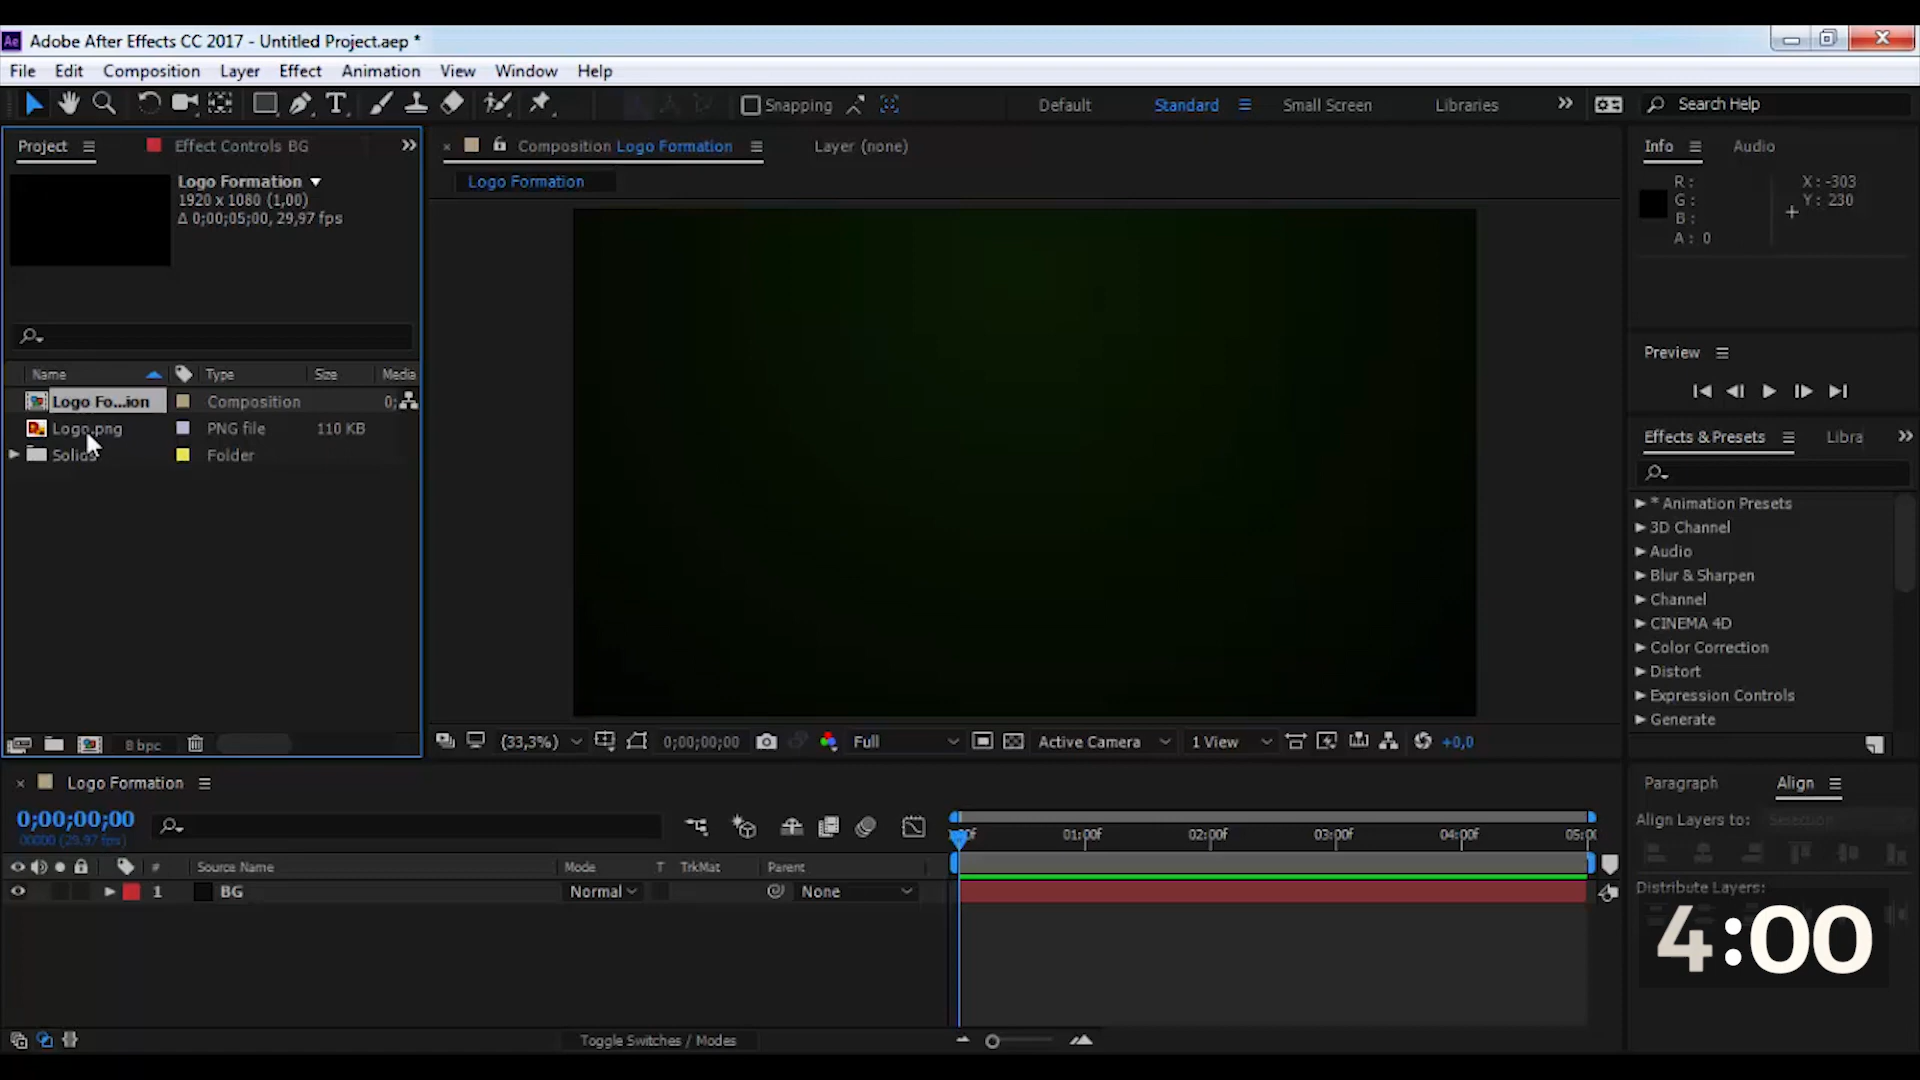 Ae Adobe After Effects CC 2017 - Untitled Project.aep *
File Edit Composition Layer Effect Animation View Window Help
Snapping Default Standard Small Screen Libraries Search Help
Project Effect Controls BG Composition Logo Formation Layer (none) Info Audio
Logo Formation
1920 x 1080 (1,00)
Δ 0;00;05;00, 29,97 fps
Logo Formation
R :
G :
B :
A : 0
X : -303
Y : 230
Preview
Name Type Size Media
Logo Fo...ion Composition 0;
Logo.png PNG file 110 KB
Solids Folder
Effects & Presets Libra
* Animation Presets
3D Channel
Audio
Blur & Sharpen
Channel
CINEMA 4D
Color Correction
Distort
Expression Controls
Generate
8 bpc (33,3%) 0;00;00;00 Full Active Camera 1 View +0,0
Logo Formation
Paragraph Align
0;00;00;00
00000 (29.97 fps)
01:00f 02:00f 03:00f 04:00f
Align Layers to: Selection
# Source Name Mode T TrkMat Parent
1 BG Normal None
Distribute Layers:
4:00
Toggle Switches / Modes